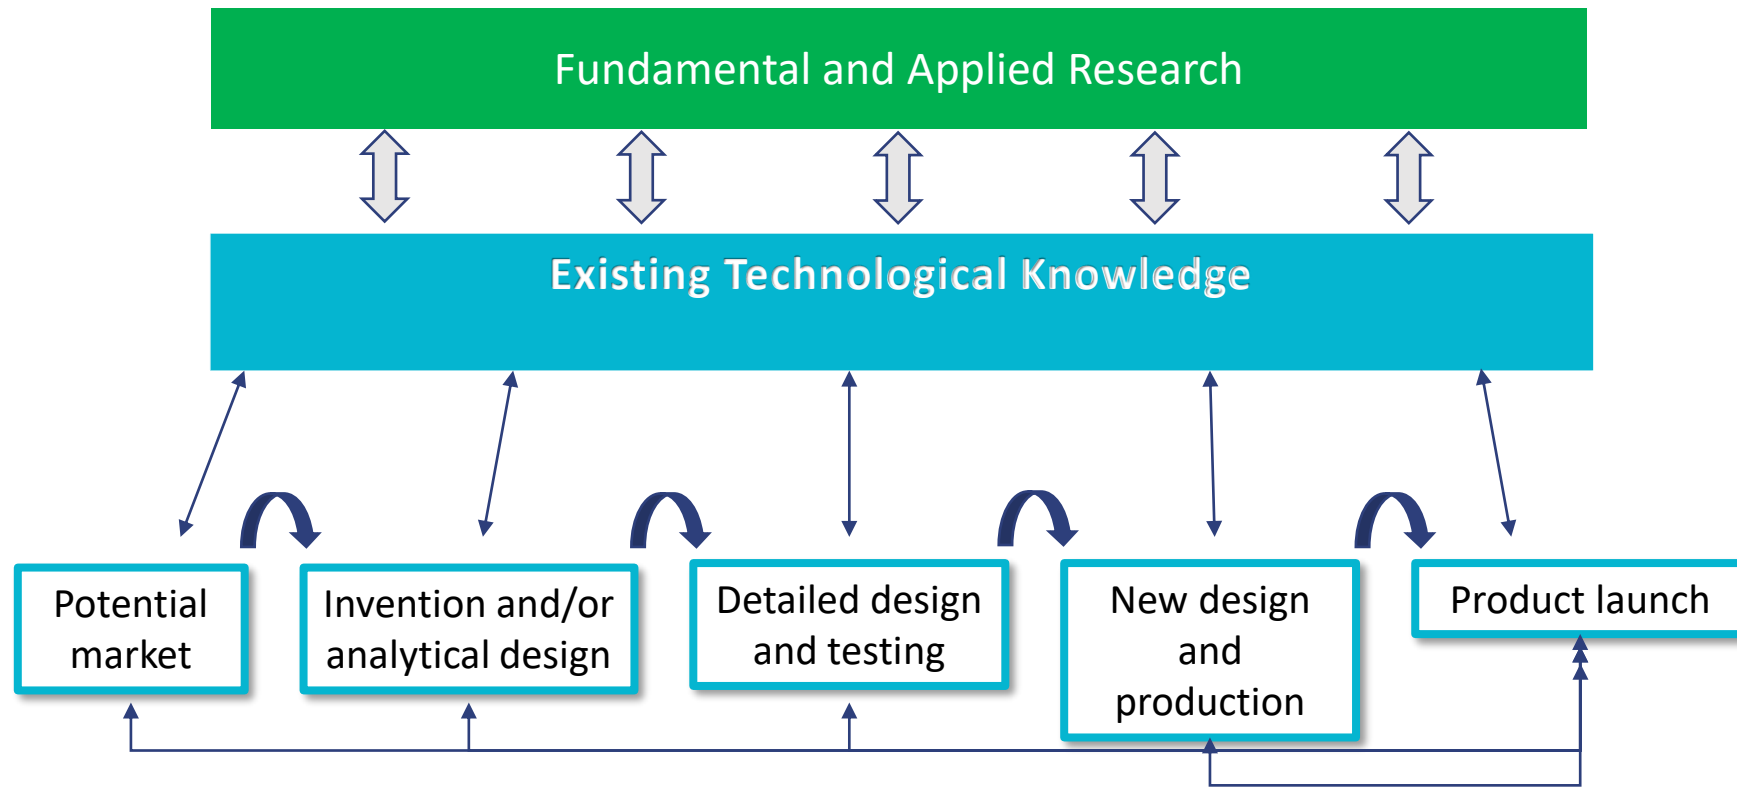 Fundamental and Applied Research
Existing Technological Knowledge
Potential
market
Invention and/or
analytical design
Detailed design
and testing
New design
and
production
Product launch